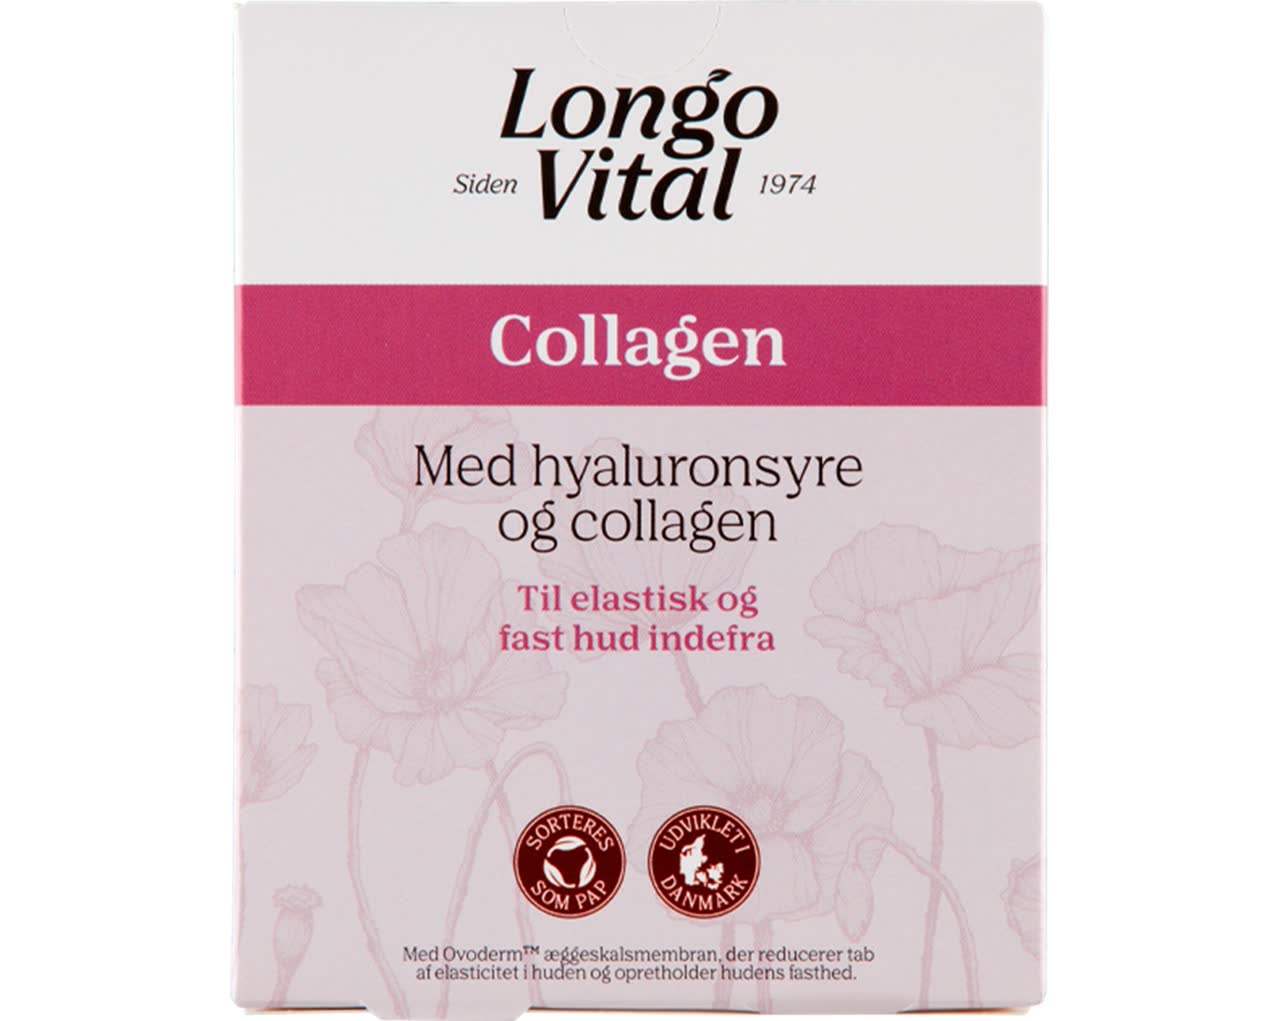 Longo
Siden Vital 1974
Collagen
Med hyaluronsyre
og collagen
Til elastisk og
fast hud indefra
SORTERES
SOM PAP
UDVIKLET I
DANMARK
Med Ovoderm™ æggeskalsmembran, der reducerer tab
af elasticitet i huden og opretholder hudens fasthed.